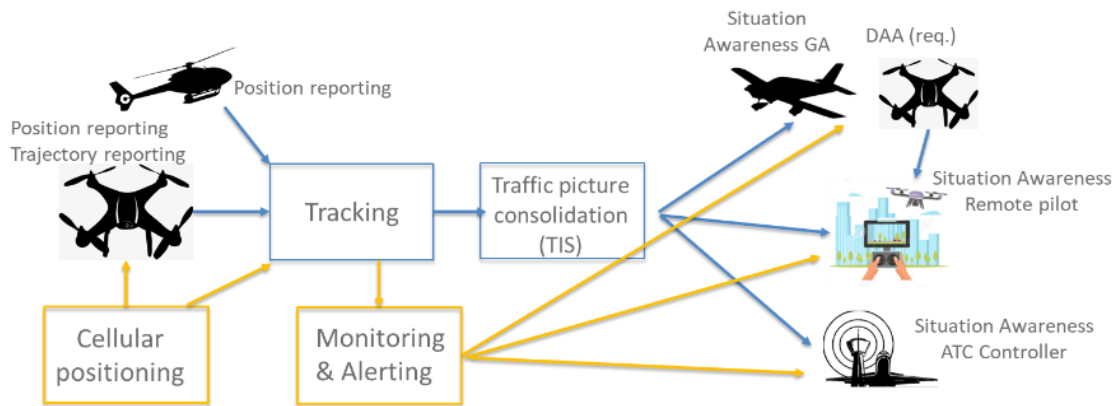 Situation
Awareness GA
DAA (req.)
Position reporting
Position reporting
Trajectory reporting
Tracking
Traffic picture
consolidation
(TIS)
Situation Awareness
Remote pilot
Cellular
positioning
Monitoring
& Alerting
Situation Awareness
ATC Controller